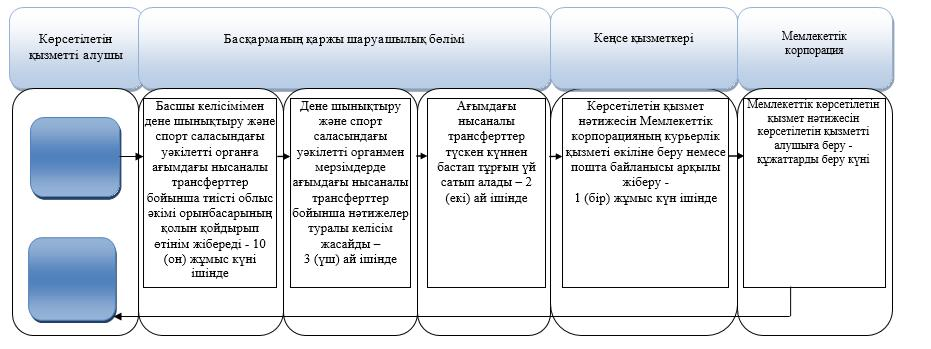 Көрсетілетін
қызметті алушы
Басқарманың қаржы шаруашылық бөлімі
Кеңсе қызметкері
Мемлекеттік
корпорация
Басшы келісімімен
дене шынықтыру және
спорт саласындағы
уәкілетті органға
ағымдағы нысаналы
трансферттер
бойынша тиісті облыс
әкімі орынбасарының
қолын қойдырып
өтінім жібереді - 10
(он) жұмыс күні
ішінде
Дене шынықтыру
және спорт
саласындағы
уәкілетті органмен
мерзімдерде
ағымдағы нысаналы
трансферттер
бойынша нәтижелер
туралы келісім
жасайды –
3 (үш) ай ішінде
Ағымдағы
нысаналы
трансферттер
түскен күннен
бастап тұрғын үй
сатып алады – 2
(екі) ай ішінде
Көрсетілетін қызмет
нәтижесін Мемлекеттік
корпорацияның курьерлік
қызметі өкіліне беру немесе
пошта байланысы арқылы
жіберу -
1 (бір) жұмыс күн ішінде
Мемлекеттік көрсетілетін
қызмет нәтижесін
көрсетілетін қызметті
алушыға беру -
құжаттарды беру күні